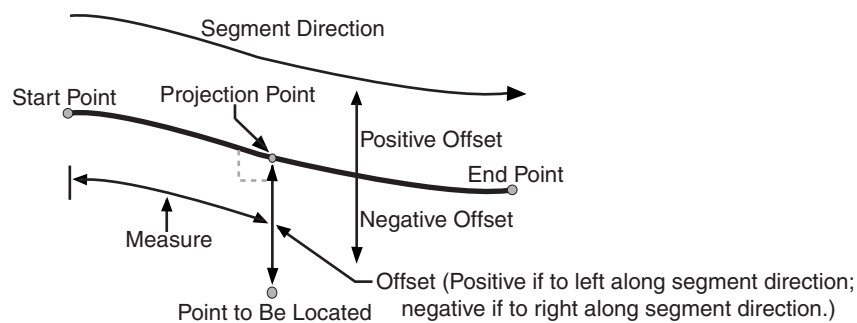 Segment Direction
Start Point
Projection Point
Positive Offset
End Point
Negative Offset
Measure
Offset (Positive if to left along segment direction;
negative if to right along segment direction.)
Point to Be Located